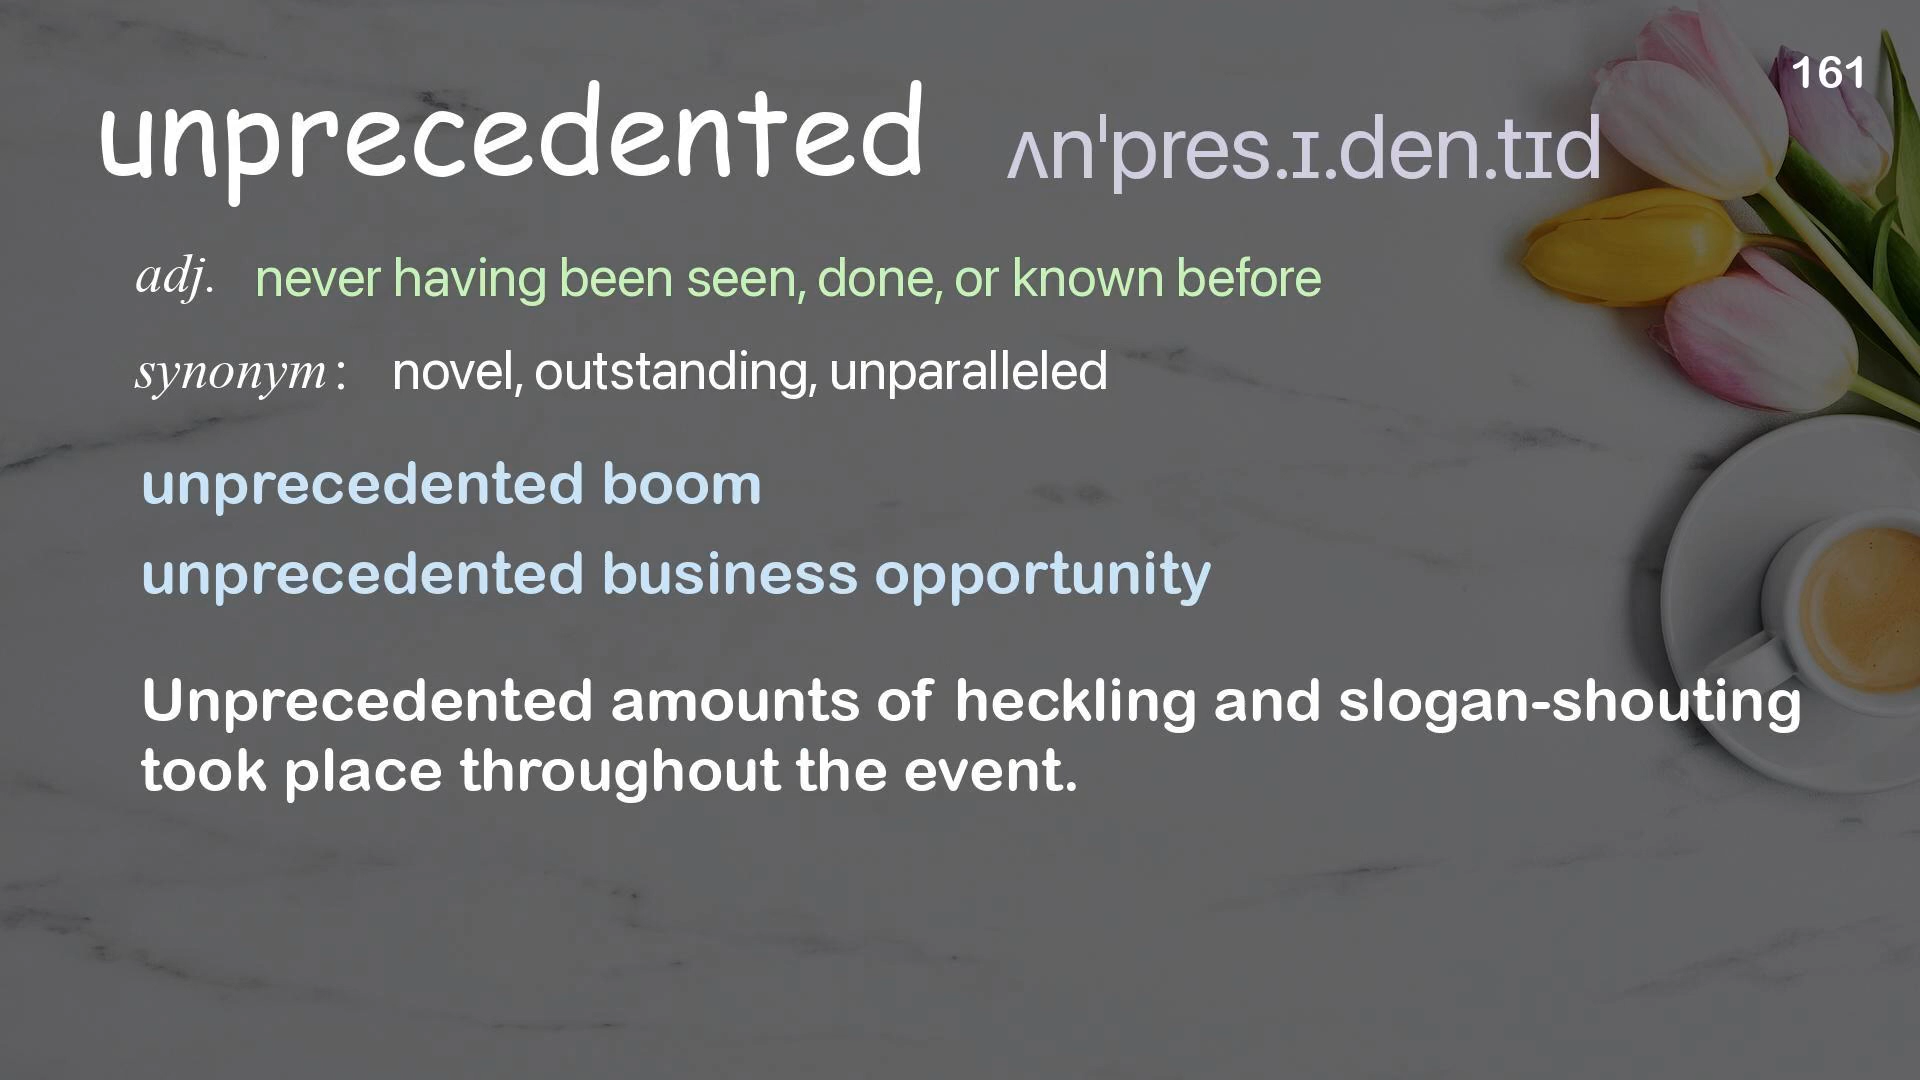 161
unprecedented ʌnˈpres.ɪ.den.tɪd
adj. never having been seen, done, or known before
synonym : novel, outstanding, unparalleled
unprecedented boom
unprecedented business opportunity
Unprecedented amounts of heckling and slogan-shouting
took place throughout the event.